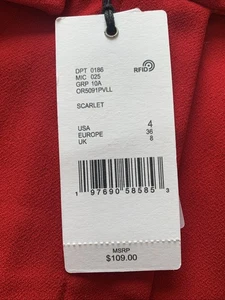 RFID
DPT 0186
MIC 025
GRP 10A
OR5091PVLL
SCARLET
USA 4
EUROPE 36
UK 8
1 97690 58585 3
MSRP
$109.00